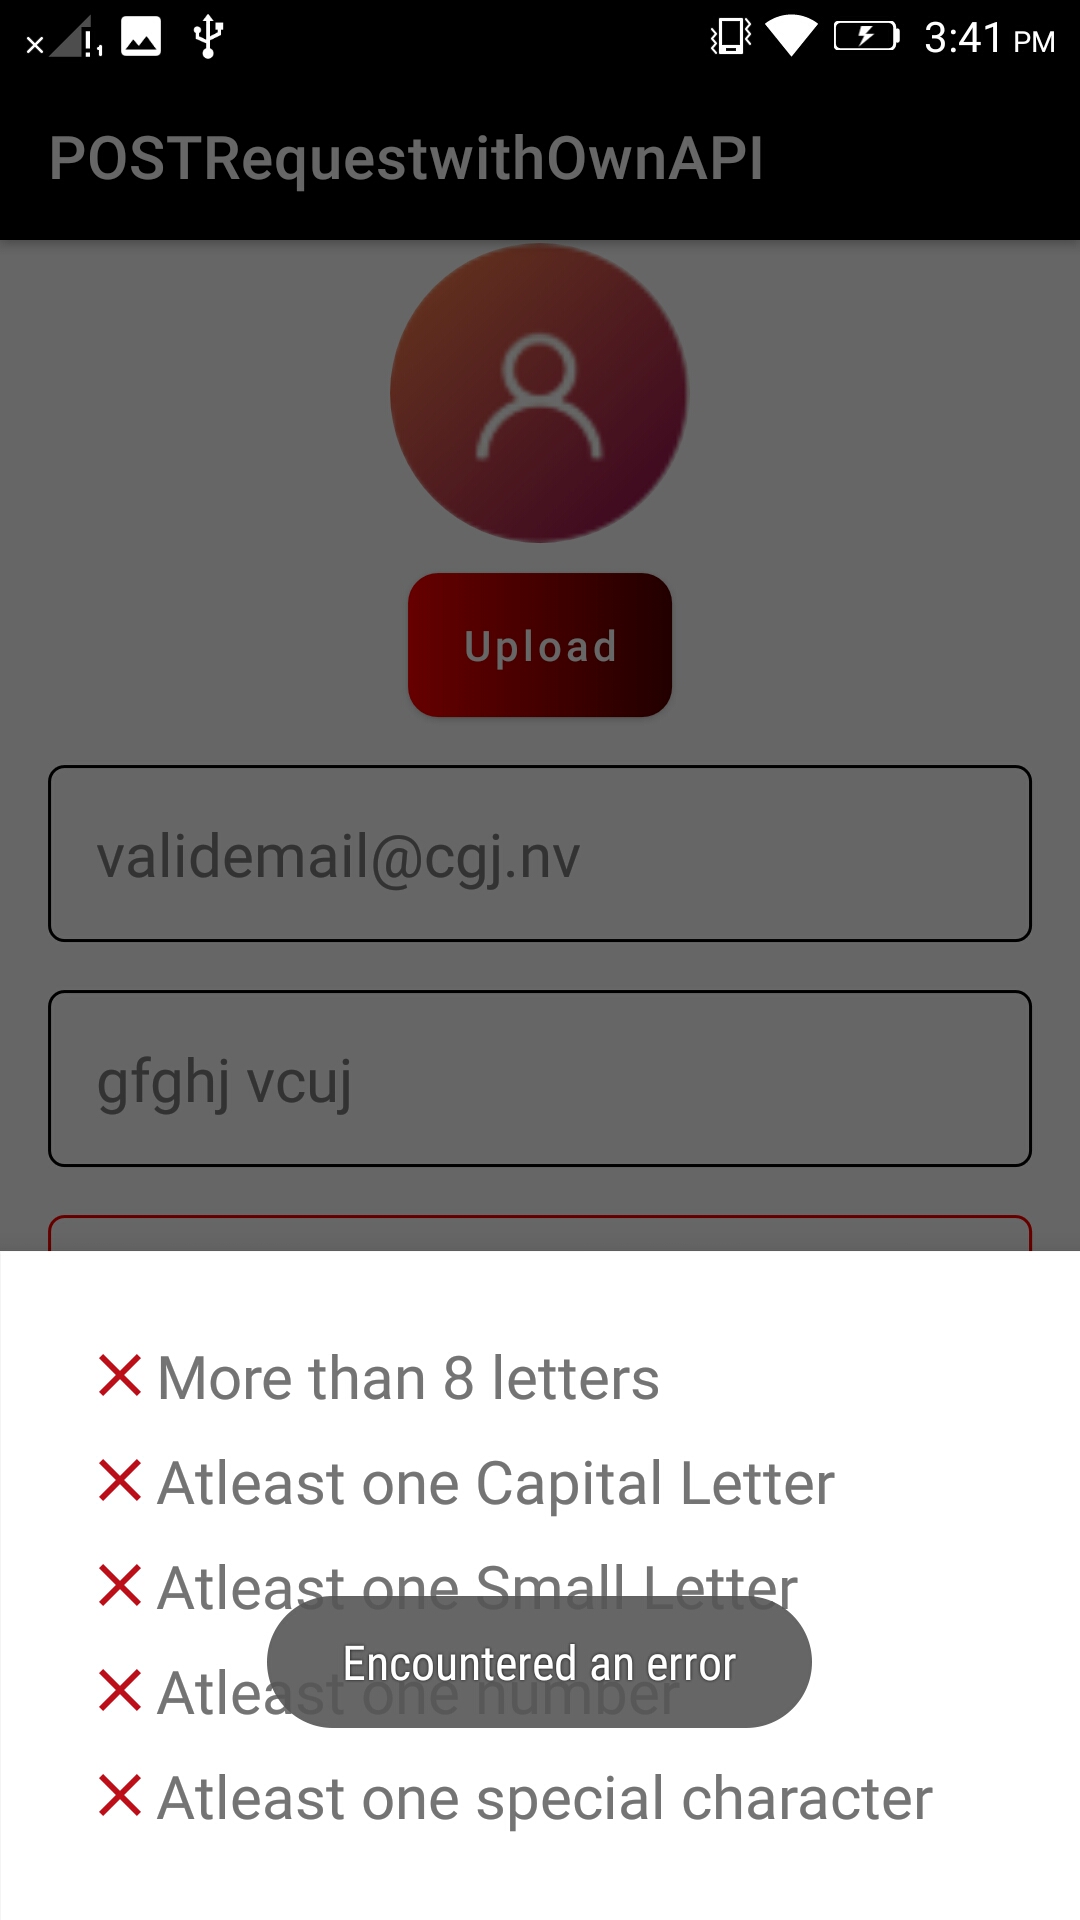 3:41 PM
POSTRequestwithOwnAPI
Upload
validemail@cgj.nv
gfghj vcuj
More than 8 letters
Atleast one Capital Letter
Atleast one Small Letter
Encountered an error
Atleast one number
Atleast one special character